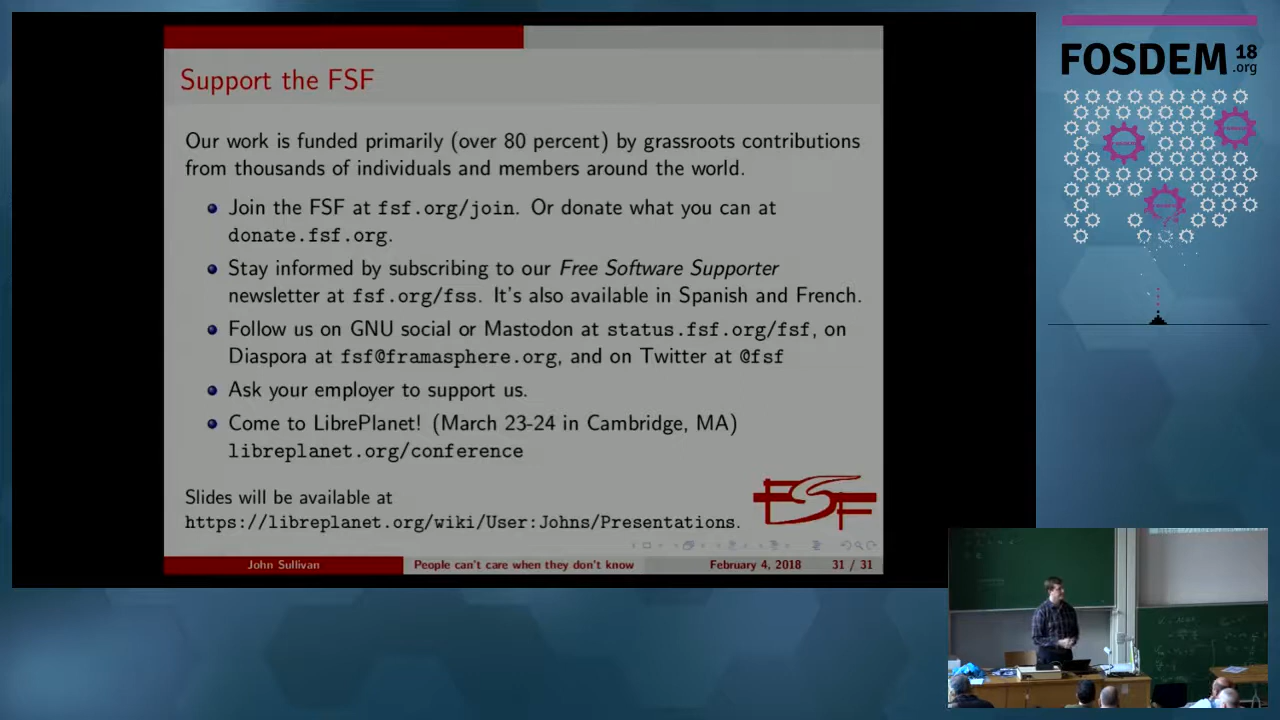 Support the FSF
Our work is funded primarily (over 80 percent) by grassroots contributions
from thousands of individuals and members around the world.
Join the FSF at fsf.org/join. Or donate what you can at
donate.fsf.org.
Stay informed by subscribing to our Free Software Supporter
newsletter at fsf.org/fss. It's also available in Spanish and French.
Follow us on GNU social or Mastodon at status.fsf.org/fsf, on
Diaspora at fsf@framasphere.org, and on Twitter at @fsf
Ask your employer to support us.
Come to LibrePlanet! (March 23-24 in Cambridge, MA)
libreplanet.org/conference
Slides will be available at
https://libreplanet.org/wiki/User:Johns/Presentations.
FSF
John Sullivan
People can't care when they don't know
February 4, 2018
31 / 31
FOSDEM 18
.org